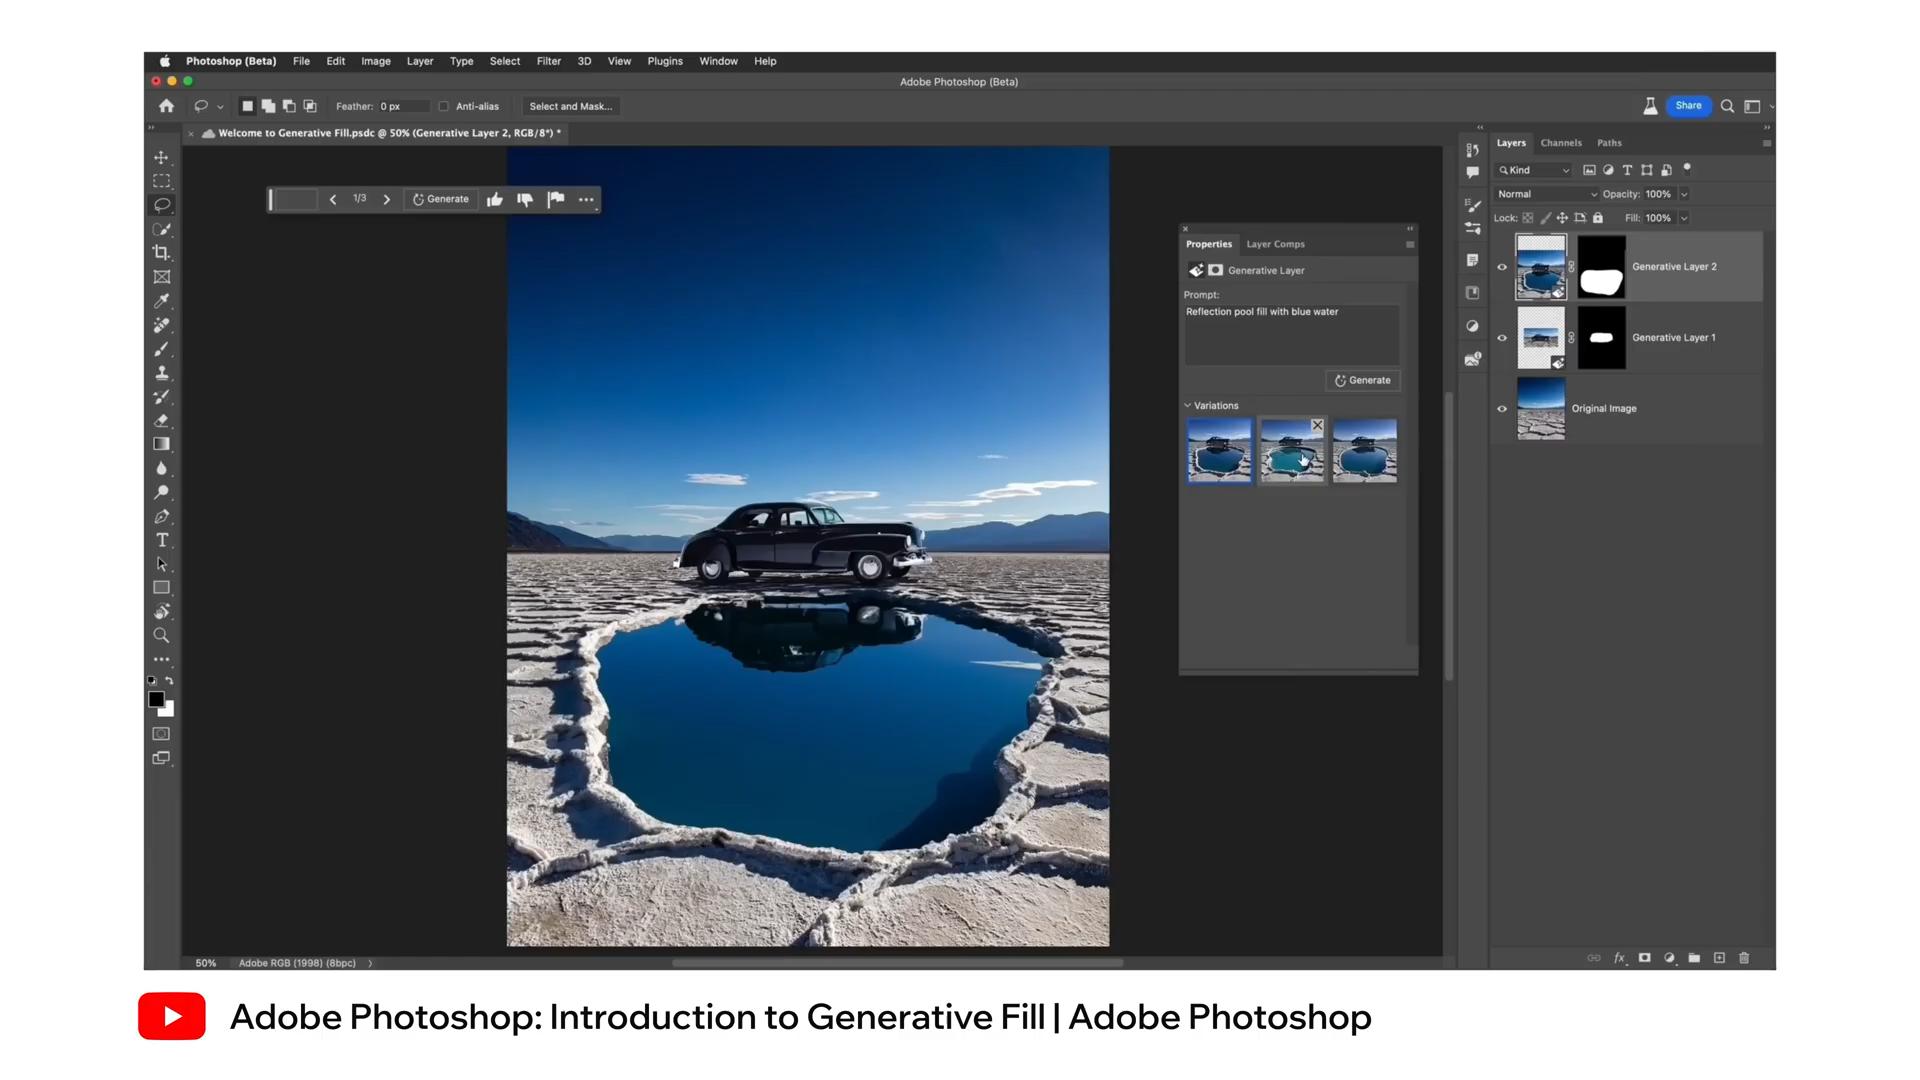 Photoshop (Beta) File Edit Image Layer Type Select Filter 3D View Plugins Window Help
Adobe Photoshop (Beta)
Feather: 0 px Anti-alias Select and Mask... Share
Welcome to Generative Fill.psdc @ 50% (Generative Layer 2, RGB/8*) *
Layers Channels Paths
Kind
Normal Opacity: 100%
Lock: Fill: 100%
1/3 Generate
Properties Layer Comps
Generative Layer
Prompt:
Reflection pool fill with blue water
Generate
Variations
Generative Layer 2
Generative Layer 1
Original Image
50% Adobe RGB (1998) (8bpc)
fx
Adobe Photoshop: Introduction to Generative Fill | Adobe Photoshop